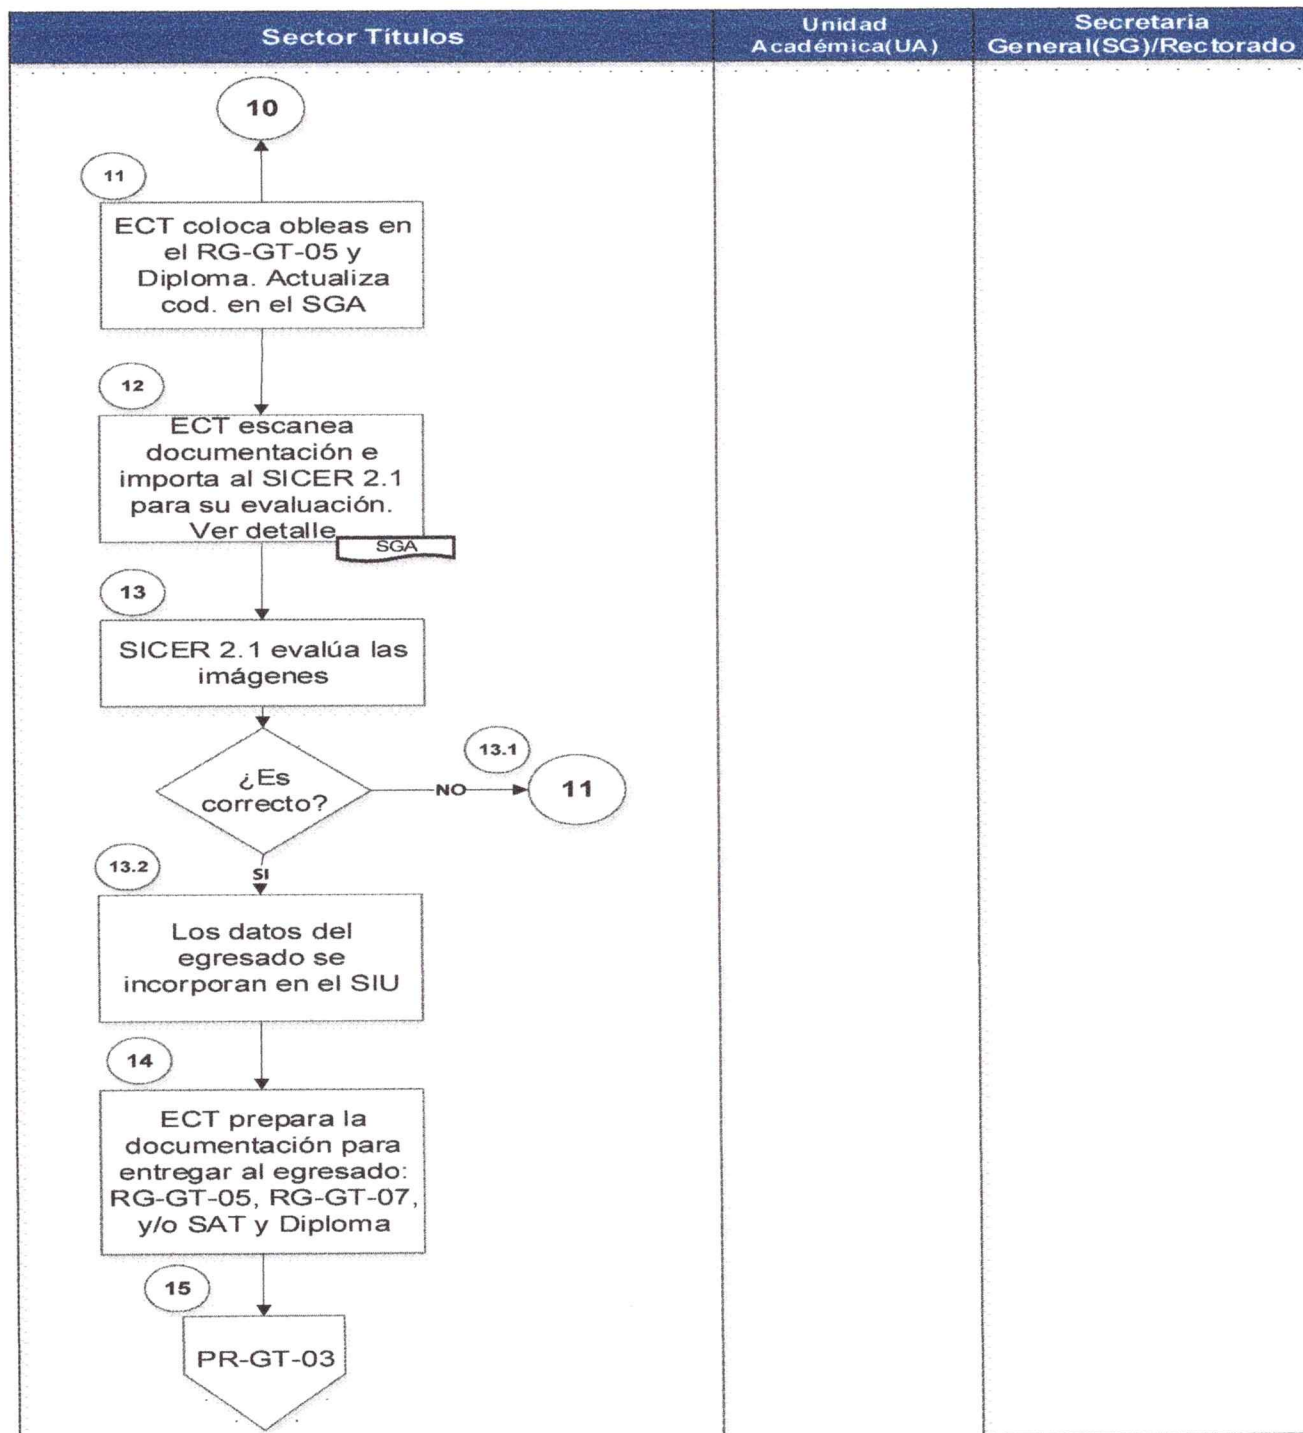 Sector Títulos
Unidad
Académica(UA)
Secretaria
General(SG)/Rectorado
10
11
ECT coloca obleas en
el RG-GT-05 y
Diploma. Actualiza
cod. en el SGA
12
ECT escanea
documentación e
importa al SICER 2.1
para su evaluación.
Ver detalle
SGA
13
SICER 2.1 evalúa las
imágenes
¿Es
correcto?
NO
13.1
11
13.2
SI
Los datos del
egresado se
incorporan en el SIU
14
ECT prepara la
documentación para
entregar al egresado:
RG-GT-05, RG-GT-07,
y/o SAT y Diploma
15
PR-GT-03